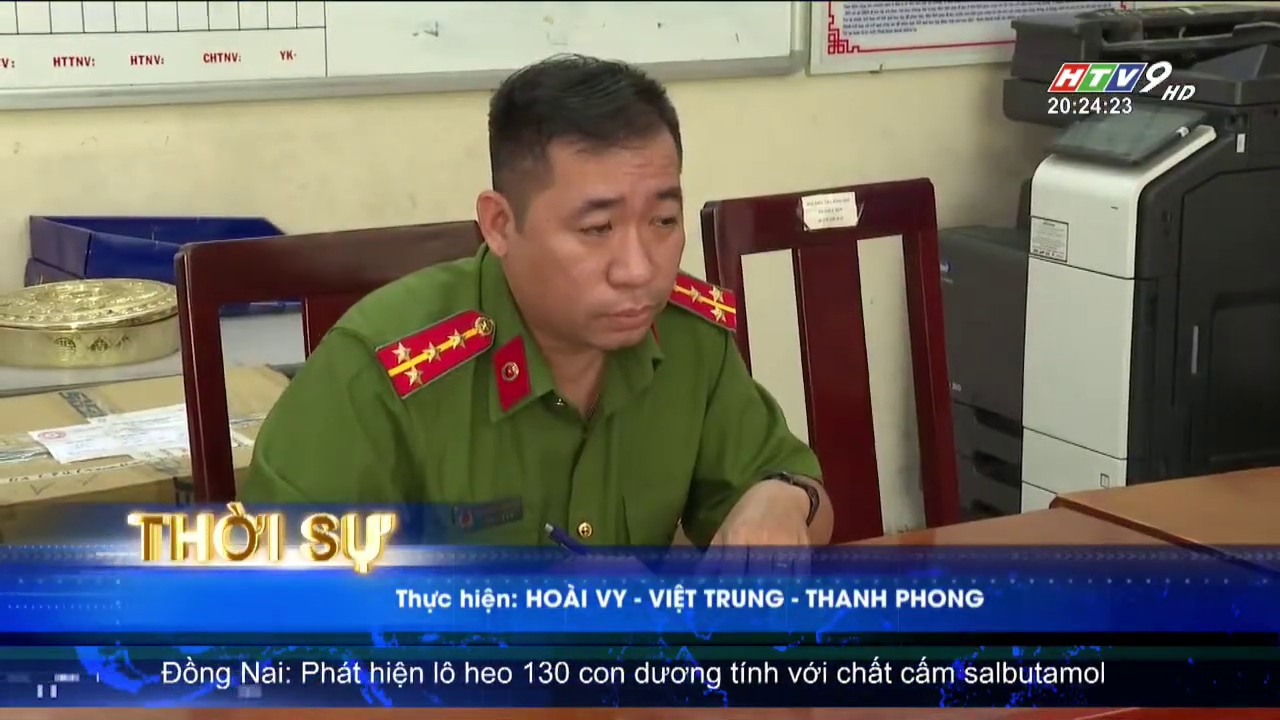 HTTNV:
HTNV:
CHTNV:
YK:
HTV9 HD
20:24:23
THỜI SỰ
Thực hiện: HOÀI VY - VIỆT TRUNG - THANH PHONG
Đồng Nai: Phát hiện lô heo 130 con dương tính với chất cấm salbutamol